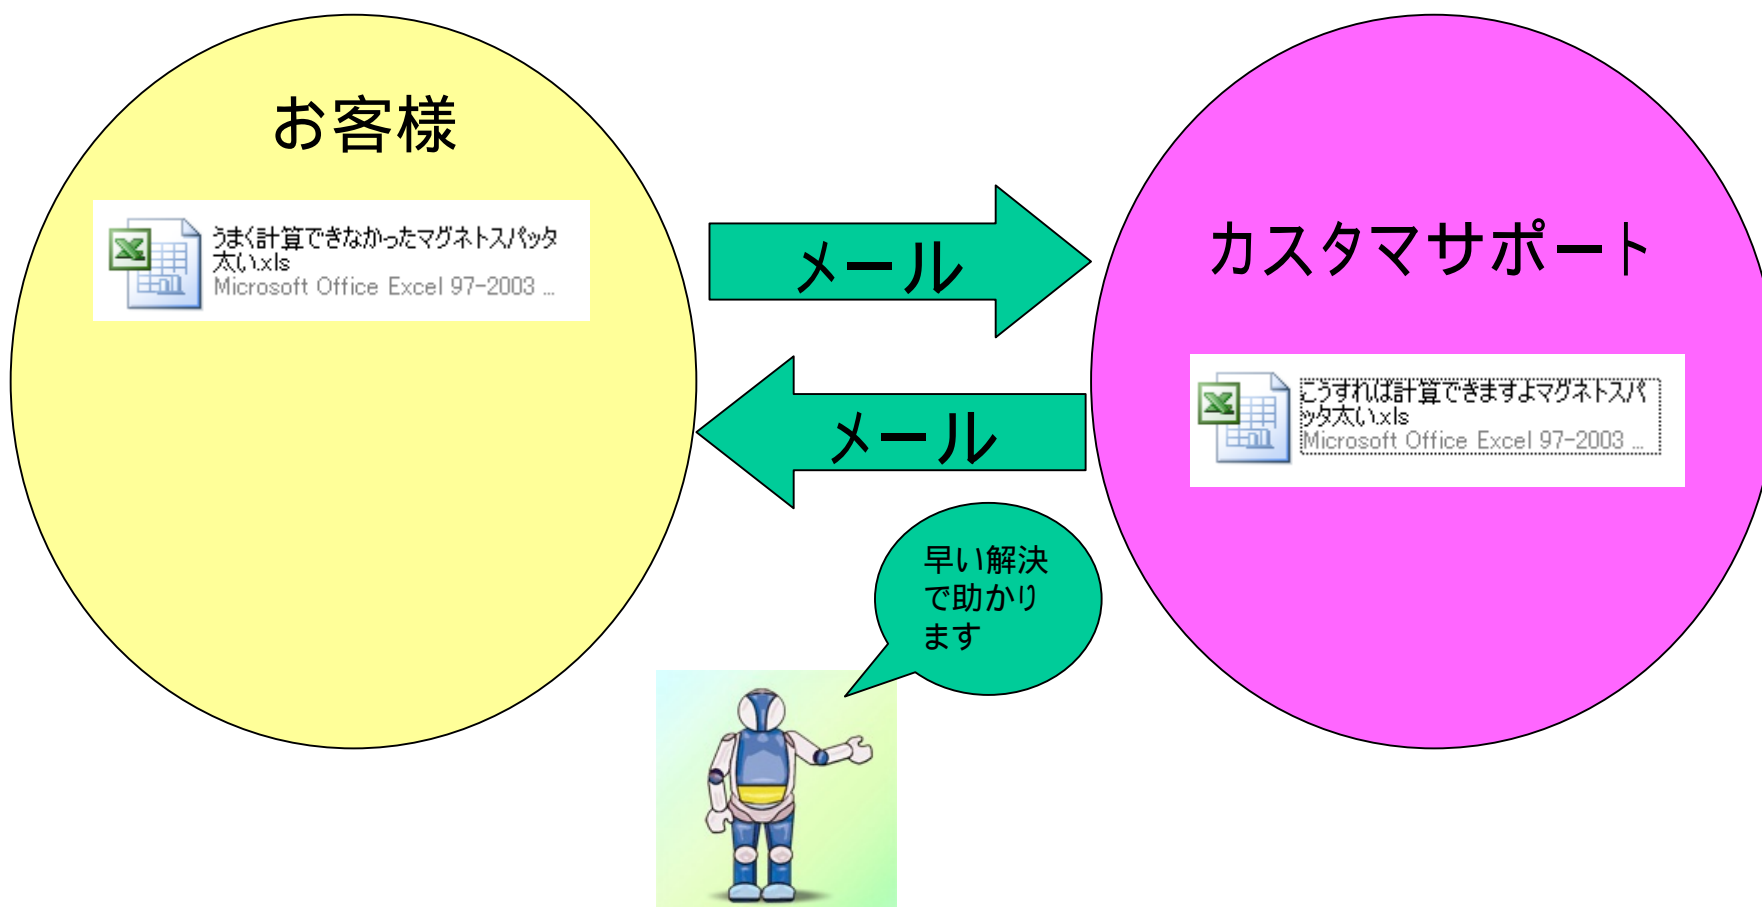 お客様
うまく計算できなかったマグネトスパッタ
太い.xls
Microsoft Office Excel 97-2003 ...
メール
カスタマサポート
メール
こうすれば計算できますよマグネトスパ
ッタ太い.xls
Microsoft Office Excel 97-2003 ...
早い解決
で助かり
ます